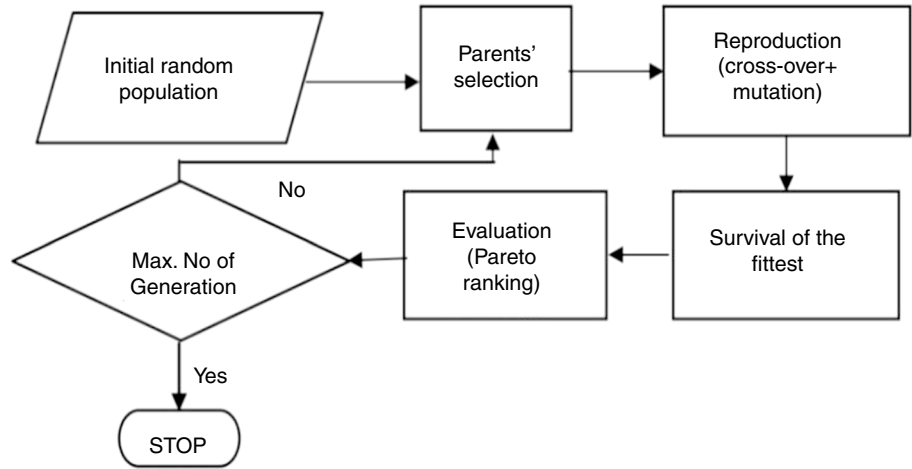 Initial random
population
Parents'
selection
Reproduction
(cross-over+
mutation)
No
Max. No of
Generation
Evaluation
(Pareto
ranking)
Survival of the
fittest
Yes
STOP